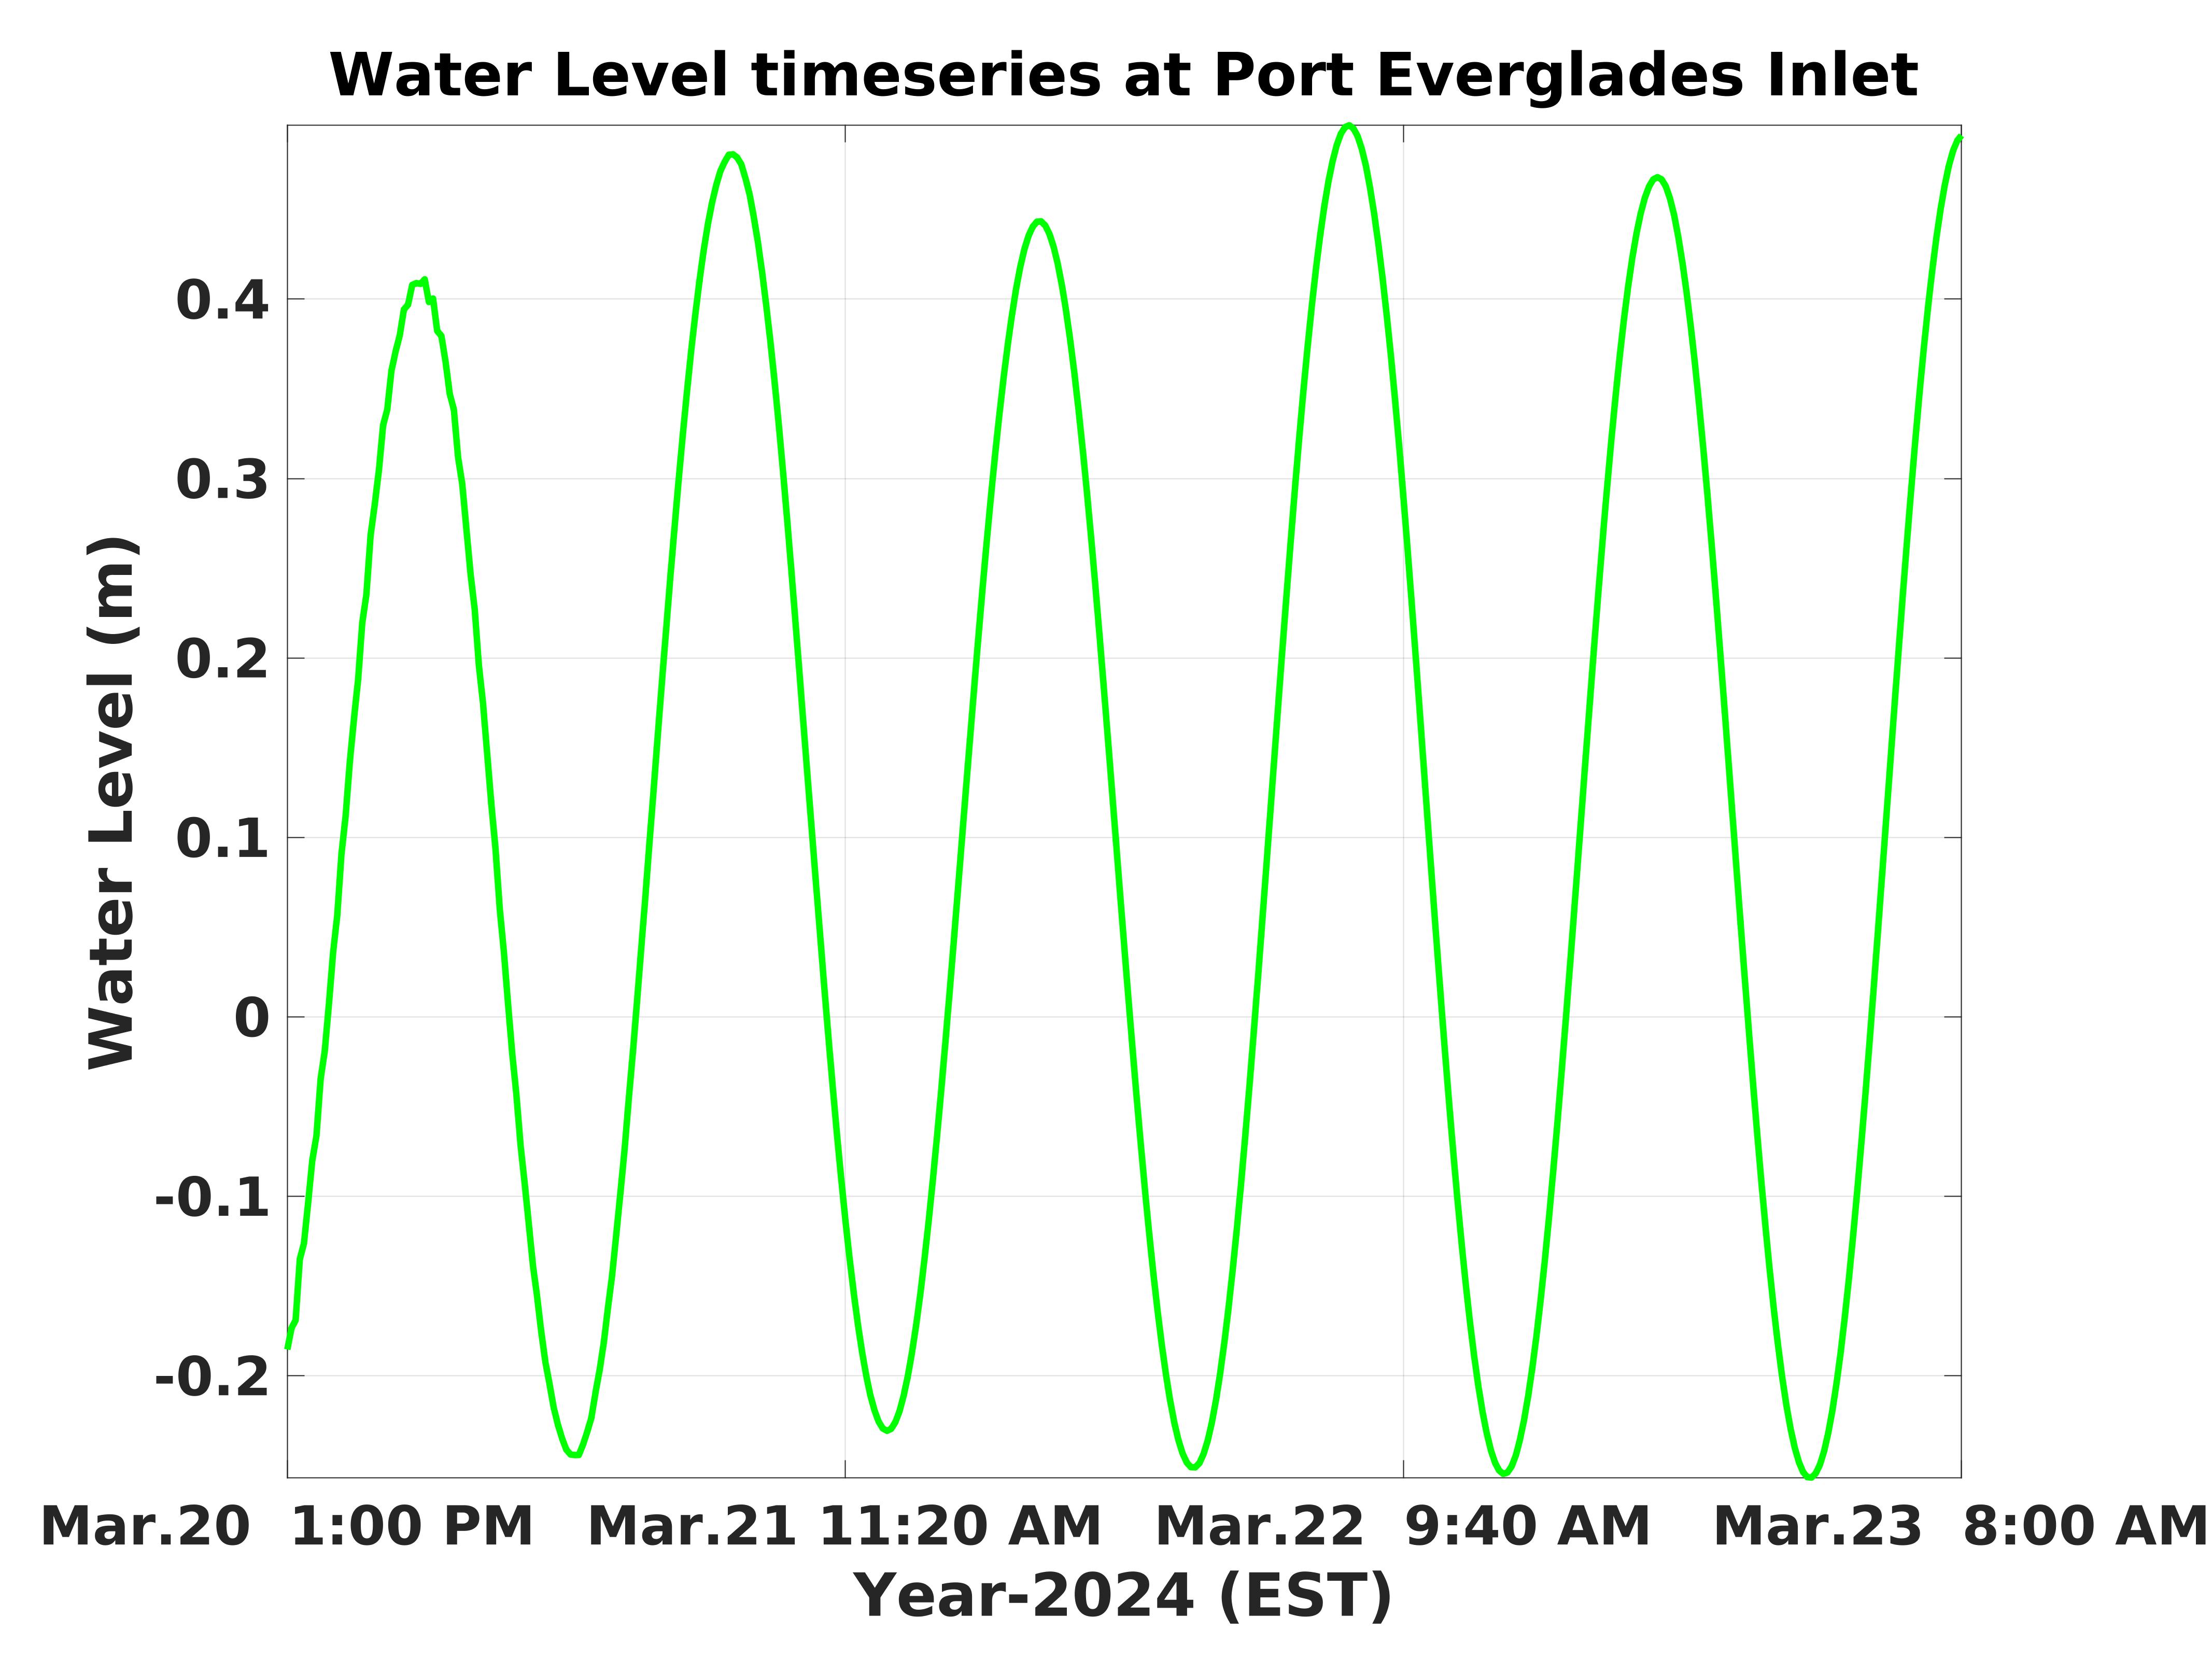 Water Level timeseries at Port Everglades Inlet
Water Level (m)
0.4
0.3
0.2
0.1
0
-0.1
-0.2
Mar.20 1:00 PM Mar.21 11:20 AM Mar.22 9:40 AM Mar.23 8:00 AM
Year-2024 (EST)